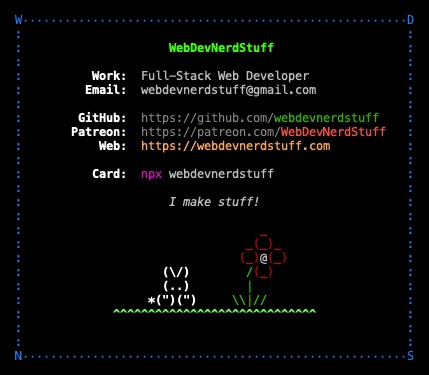 W D
WebDevNerdStuff
Work: Full-Stack Web Developer
Email: webdevnerdstuff@gmail.com
GitHub: https://github.com/webdevnerdstuff
Patreon: https://patreon.com/WebDevNerdStuff
Web: https://webdevnerdstuff.com
Card: npx webdevnerdstuff
I make stuff!
_
_(_)_
(_)@(_)
(\/) /(_)
(..) |
*(")(") \\|//
^^^^^^^^^^^^^^^^^^^^^^^^^^^^^
N S